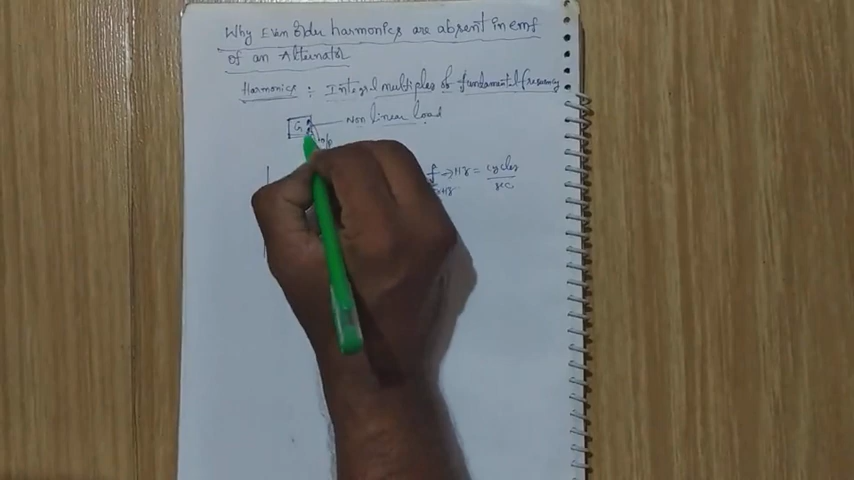 Why Even Order harmonics are absent in emf
of an Alternator
Harmonics : Integral multiples of fundamental frequency
G Non linear load
o/p
f → Hz = cycles
sec